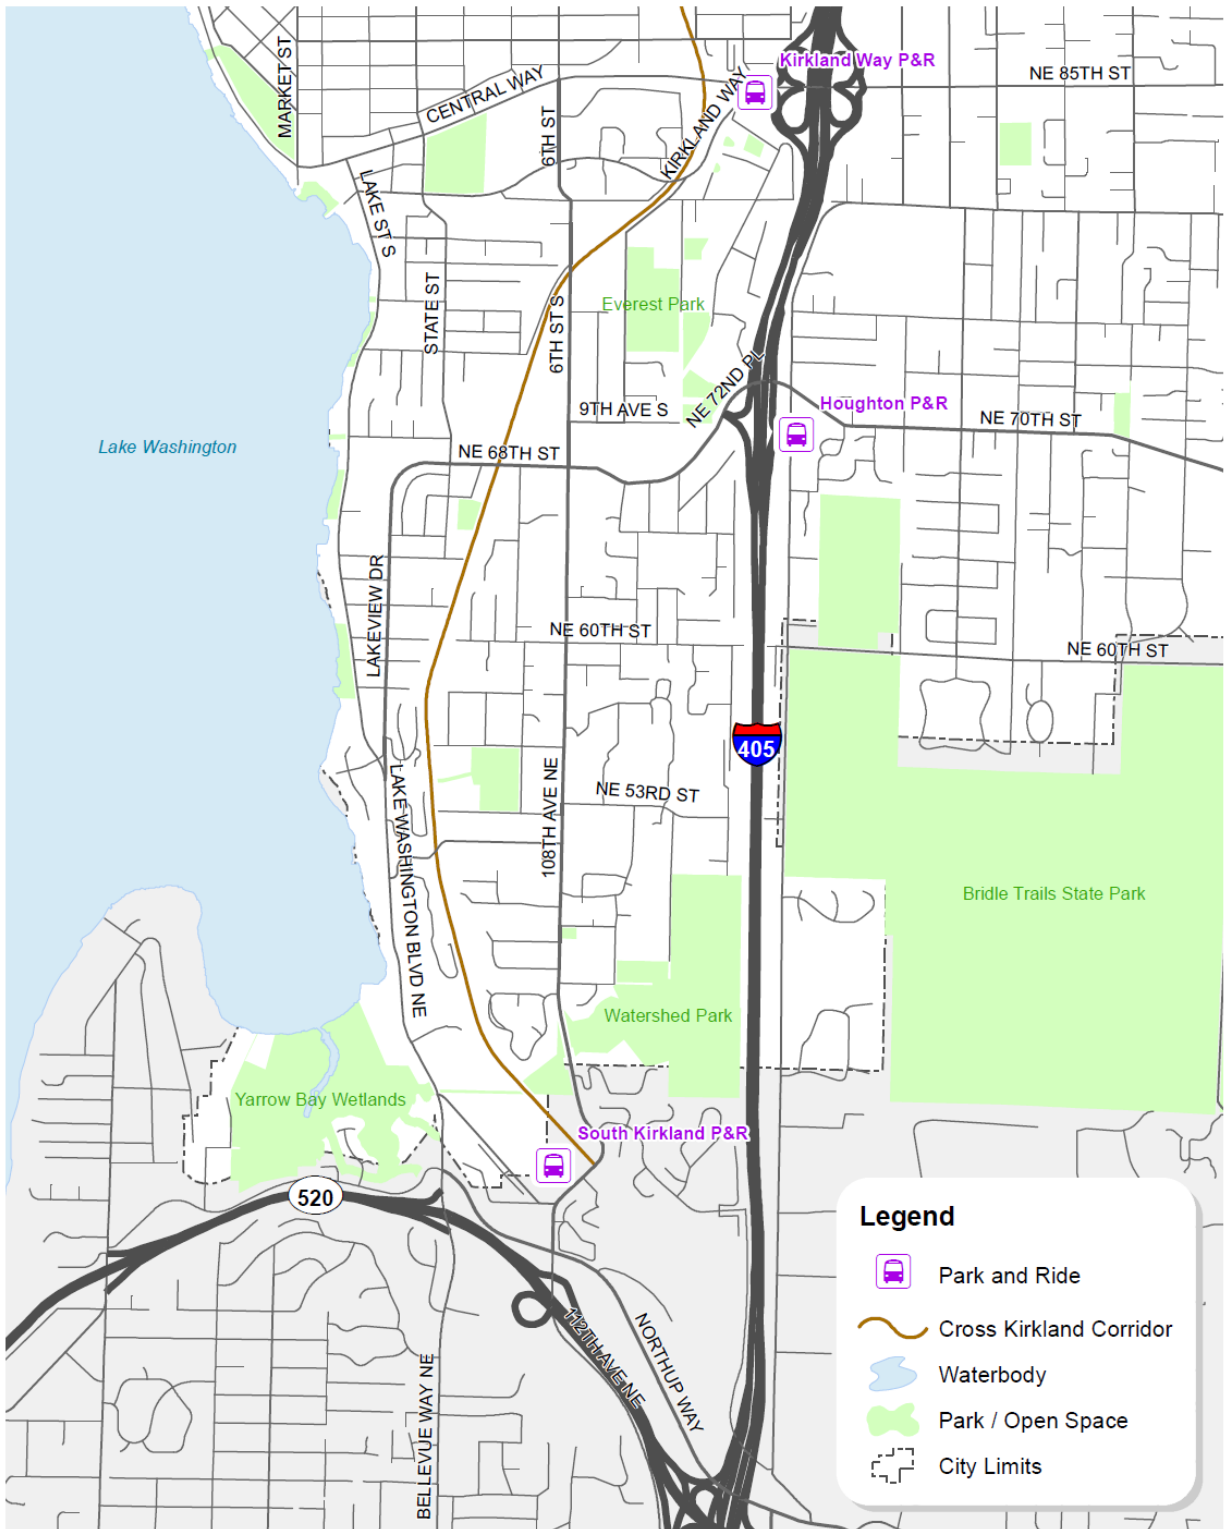 Kirkland Way P&R
NE 85TH ST
MARKET ST
CENTRAL WAY
6TH ST
KIRKLAND WAY
LAKE ST S
STATE ST
6TH ST S
Everest Park
NE 72ND PL
9TH AVE S
Houghton P&R
NE 70TH ST
Lake Washington
NE 68TH ST
LAKEVIEW DR
NE 60TH ST
NE 60TH ST
405
LAKE WASHINGTON BLVD NE
108TH AVE NE
NE 53RD ST
Bridle Trails State Park
Watershed Park
Yarrow Bay Wetlands
South Kirkland P&R
520
112TH AVE NE
NORTHUP WAY
BELLEVUE WAY NE
Legend
Park and Ride
Cross Kirkland Corridor
Waterbody
Park / Open Space
City Limits